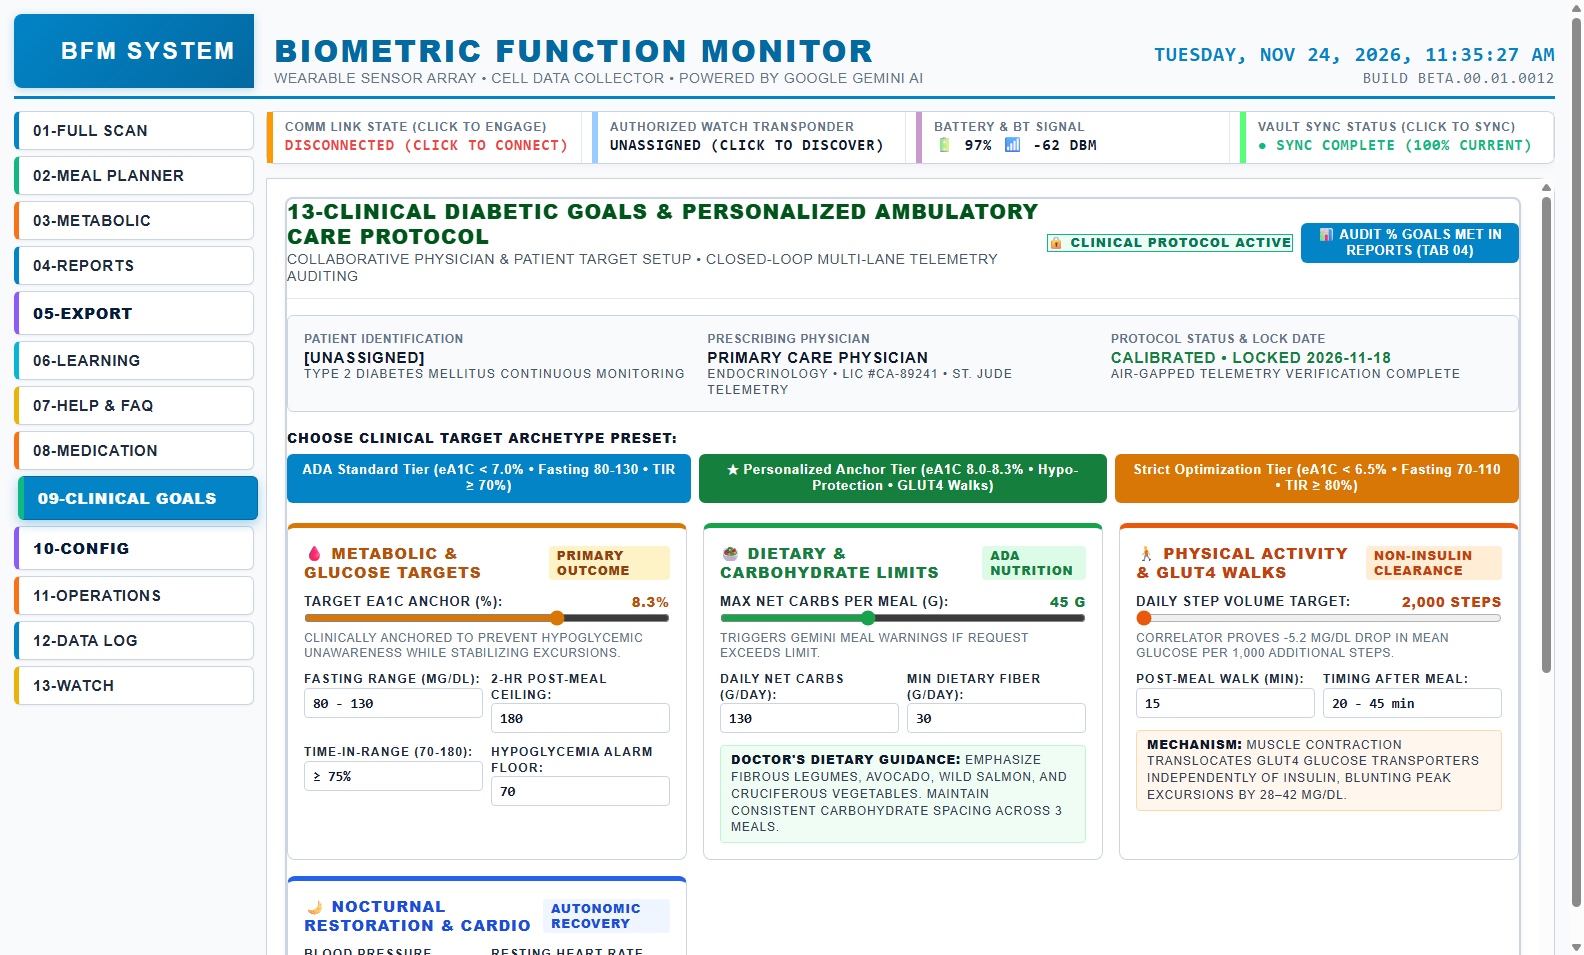 BFM SYSTEM
BIOMETRIC FUNCTION MONITOR
WEARABLE SENSOR ARRAY • CELL DATA COLLECTOR • POWERED BY GOOGLE GEMINI AI
TUESDAY, NOV 24, 2026, 11:35:27 AM
BUILD BETA.00.01.0012
01-FULL SCAN
02-MEAL PLANNER
03-METABOLIC
04-REPORTS
05-EXPORT
06-LEARNING
07-HELP & FAQ
08-MEDICATION
09-CLINICAL GOALS
10-CONFIG
11-OPERATIONS
12-DATA LOG
13-WATCH
COMM LINK STATE (CLICK TO ENGAGE)
DISCONNECTED (CLICK TO CONNECT)
AUTHORIZED WATCH TRANSPONDER
UNASSIGNED (CLICK TO DISCOVER)
BATTERY & BT SIGNAL
🔋 97% 📶 -62 DBM
VAULT SYNC STATUS (CLICK TO SYNC)
● SYNC COMPLETE (100% CURRENT)
13-CLINICAL DIABETIC GOALS & PERSONALIZED AMBULATORY
CARE PROTOCOL
COLLABORATIVE PHYSICIAN & PATIENT TARGET SETUP • CLOSED-LOOP MULTI-LANE TELEMETRY
AUDITING
🔒 CLINICAL PROTOCOL ACTIVE
📊 AUDIT % GOALS MET IN
REPORTS (TAB 04)
PATIENT IDENTIFICATION
[UNASSIGNED]
TYPE 2 DIABETES MELLITUS CONTINUOUS MONITORING
PRESCRIBING PHYSICIAN
PRIMARY CARE PHYSICIAN
ENDOCRINOLOGY • LIC #CA-89241 • ST. JUDE
TELEMETRY
PROTOCOL STATUS & LOCK DATE
CALIBRATED • LOCKED 2026-11-18
AIR-GAPPED TELEMETRY VERIFICATION COMPLETE
CHOOSE CLINICAL TARGET ARCHETYPE PRESET:
ADA Standard Tier (eA1C < 7.0% • Fasting 80-130 • TIR
≥ 70%)
★ Personalized Anchor Tier (eA1C 8.0-8.3% • Hypo-
Protection • GLUT4 Walks)
Strict Optimization Tier (eA1C < 6.5% • Fasting 70-110
• TIR ≥ 80%)
🩸 METABOLIC &
GLUCOSE TARGETS
PRIMARY
OUTCOME
TARGET EA1C ANCHOR (%):
8.3%
CLINICALLY ANCHORED TO PREVENT HYPOGLYCEMIC
UNAWARENESS WHILE STABILIZING EXCURSIONS.
FASTING RANGE (MG/DL):
80 - 130
2-HR POST-MEAL
CEILING:
180
TIME-IN-RANGE (70-180):
≥ 75%
HYPOGLYCEMIA ALARM
FLOOR:
70
🥗 DIETARY &
CARBOHYDRATE LIMITS
ADA
NUTRITION
MAX NET CARBS PER MEAL (G):
45 G
TRIGGERS GEMINI MEAL WARNINGS IF REQUEST
EXCEEDS LIMIT.
DAILY NET CARBS
(G/DAY):
130
MIN DIETARY FIBER
(G/DAY):
30
DOCTOR'S DIETARY GUIDANCE: EMPHASIZE
FIBROUS LEGUMES, AVOCADO, WILD SALMON, AND
CRUCIFEROUS VEGETABLES. MAINTAIN
CONSISTENT CARBOHYDRATE SPACING ACROSS 3
MEALS.
🚶 PHYSICAL ACTIVITY
& GLUT4 WALKS
NON-INSULIN
CLEARANCE
DAILY STEP VOLUME TARGET:
2,000 STEPS
CORRELATOR PROVES -5.2 MG/DL DROP IN MEAN
GLUCOSE PER 1,000 ADDITIONAL STEPS.
POST-MEAL WALK (MIN):
15
TIMING AFTER MEAL:
20 - 45 min
MECHANISM: MUSCLE CONTRACTION
TRANSLOCATES GLUT4 GLUCOSE TRANSPORTERS
INDEPENDENTLY OF INSULIN, BLUNTING PEAK
EXCURSIONS BY 28–42 MG/DL.
🌙 NOCTURNAL
RESTORATION & CARDIO
AUTONOMIC
RECOVERY
BLOOD PRESSURE
RESTING HEART RATE